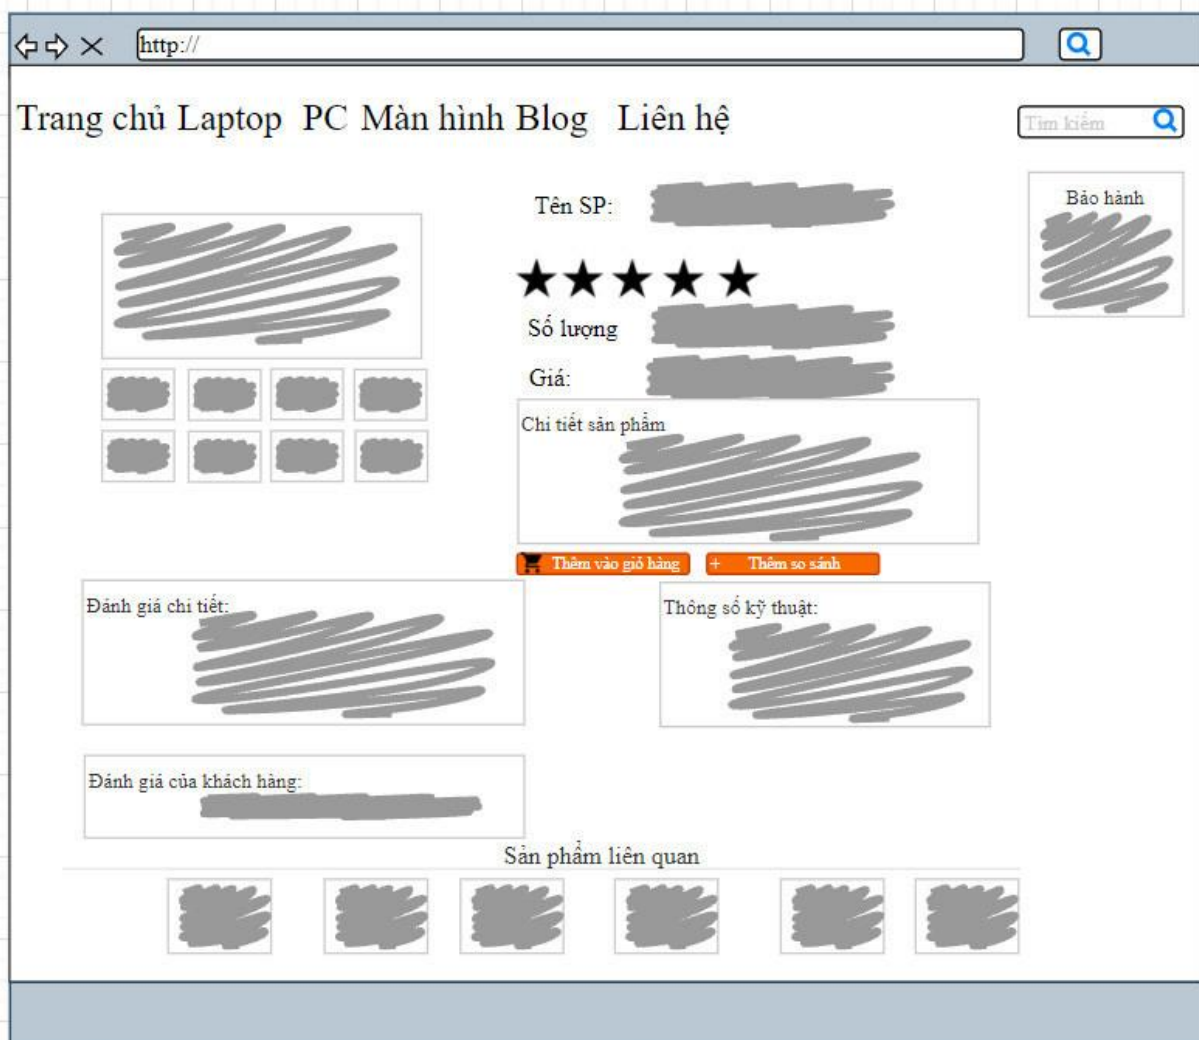 http://
Trang chủ Laptop PC Màn hình Blog Liên hệ
Tìm kiếm
Tên SP:
Bảo hành
Số lượng
Giá:
Chi tiết sản phẩm
Thêm vào giỏ hàng
+ Thêm so sánh
Đánh giá chi tiết:
Thông số kỹ thuật:
Đánh giá của khách hàng:
Sản phẩm liên quan